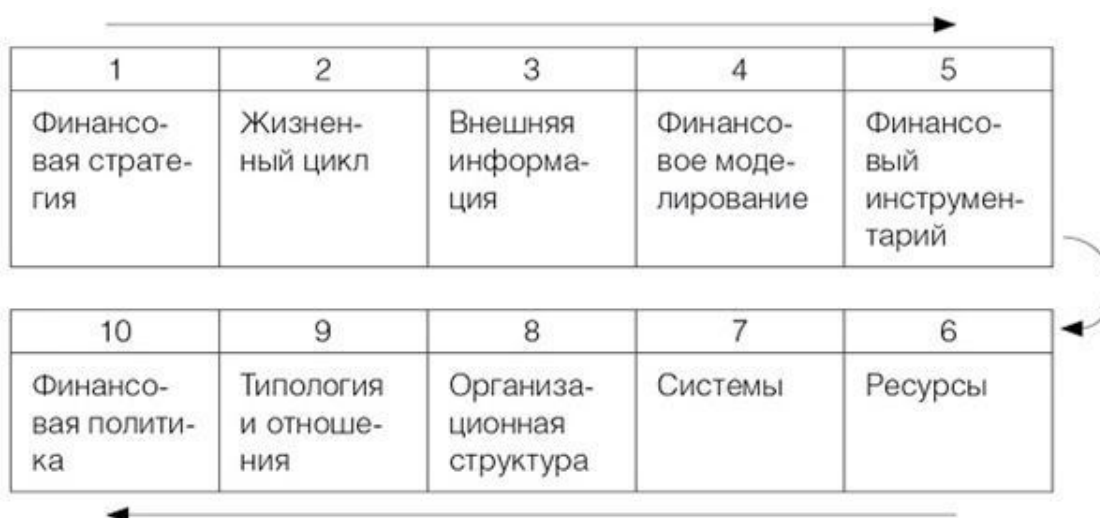 1 2 3 4 5
Финансо- Жизнен- Внешняя Финансо- Финансо-
вая страте- ный цикл информа- вое моде- вый
гия ция лирование инструмен-
тарий
10 9 8 7 6
Финансо- Типология Организа- Системы Ресурсы
вая полити- и отноше- ционная
ка ния структура